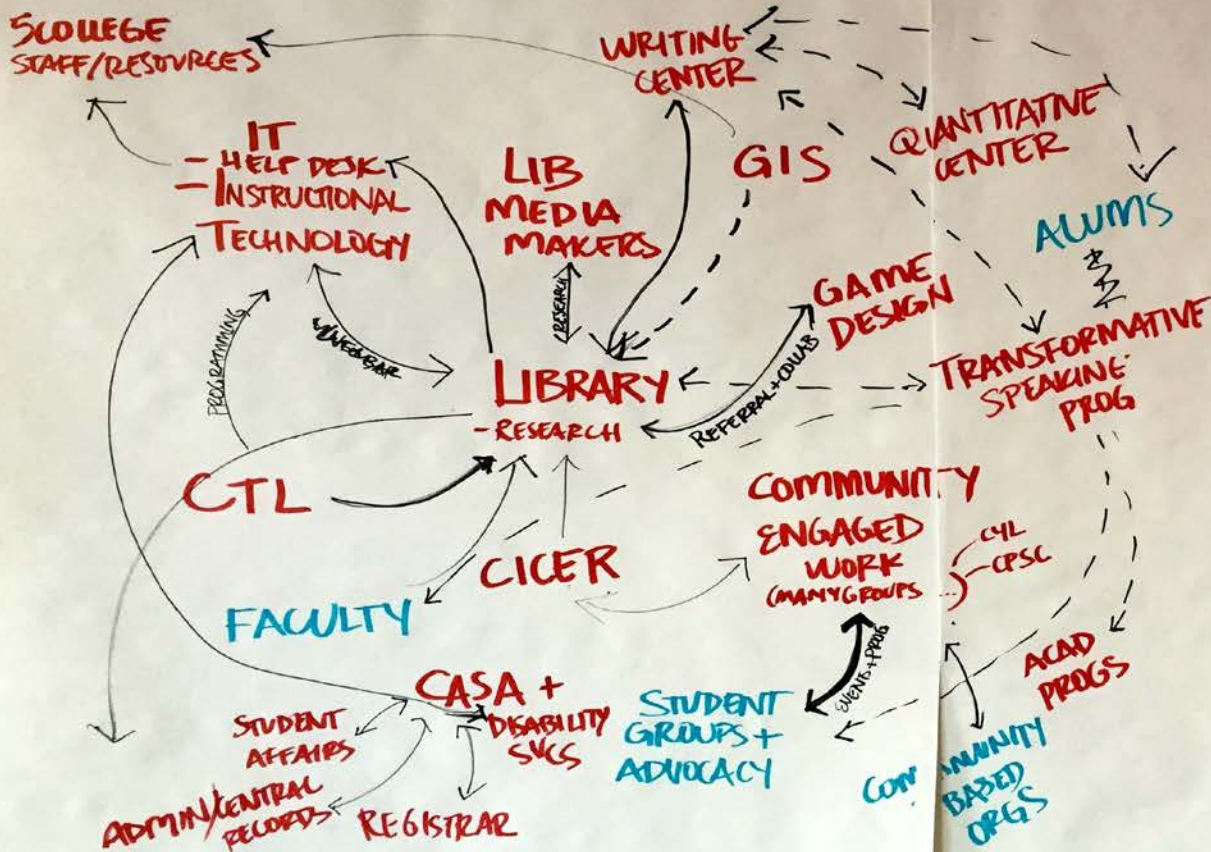 5COLLEGE
STAFF/RESOURCES
WRITING
CENTER
QUANTITATIVE
CENTER
IT
- HELP DESK
- INSTRUCTIONAL
TECHNOLOGY
LIB
MEDIA
MAKERS
GIS
ALUMS
GAME
DESIGN
RESEARCH
PROGRAMMING
LIBRARY
- RESEARCH
REFERRAL + COLLAB
TRANSFORMATIVE
SPEAKING
PROG
CTL
CICER
COMMUNITY
ENGAGED
WORK
(MANY GROUPS ...)
CYL
- CPSC
FACULTY
EVENTS + PROG
ACAD
PROGS
CASA +
DISABILITY
SVCS
STUDENT
AFFAIRS
STUDENT
GROUPS +
ADVOCACY
COMMUNITY
BASED
ORGS
ADMIN/CENTRAL
RECORDS
REGISTRAR